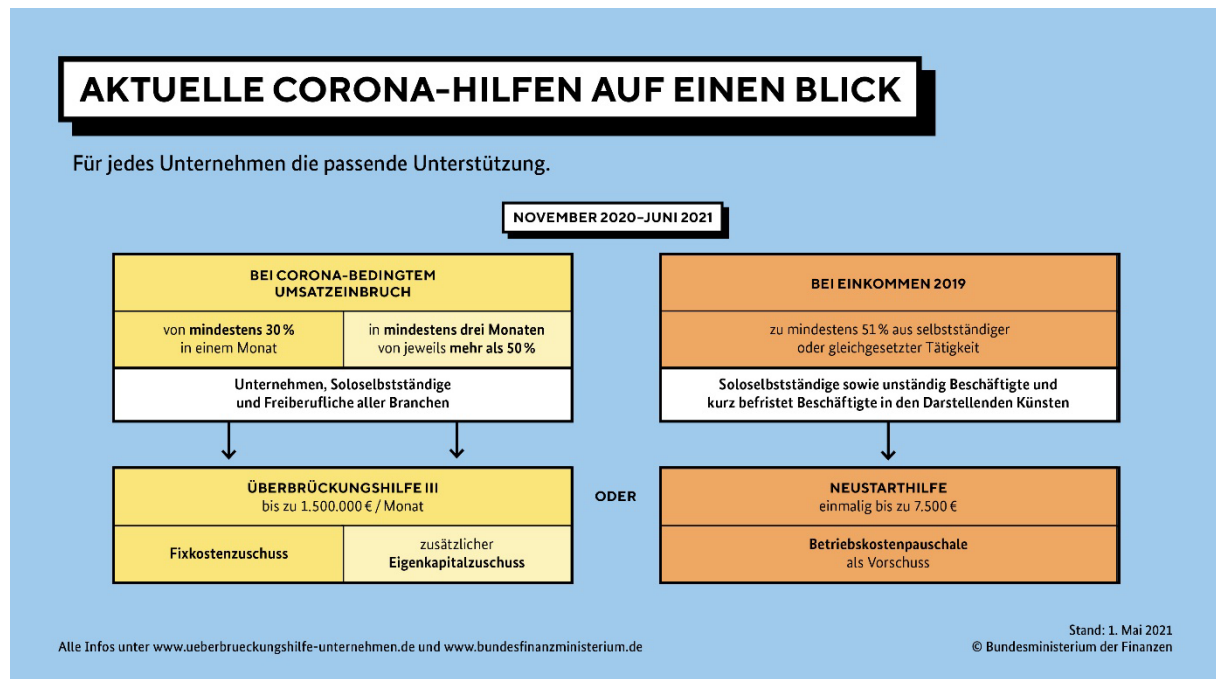 AKTUELLE CORONA-HILFEN AUF EINEN BLICK
Für jedes Unternehmen die passende Unterstützung.
NOVEMBER 2020–JUNI 2021
BEI CORONA-BEDINGTEM
UMSATZEINBRUCH
von mindestens 30 %
in einem Monat
in mindestens drei Monaten
von jeweils mehr als 50 %
Unternehmen, Soloselbstständige
und Freiberufliche aller Branchen
ÜBERBRÜCKUNGSHILFE III
bis zu 1.500.000 € / Monat
Fixkostenzuschuss
zusätzlicher
Eigenkapitalzuschuss
ODER
BEI EINKOMMEN 2019
zu mindestens 51 % aus selbstständiger
oder gleichgesetzter Tätigkeit
Soloselbstständige sowie unständig Beschäftigte und
kurz befristet Beschäftigte in den Darstellenden Künsten
NEUSTARTHILFE
einmalig bis zu 7.500 €
Betriebskostenpauschale
als Vorschuss
Alle Infos unter www.ueberbrueckungshilfe-unternehmen.de und www.bundesfinanzministerium.de
Stand: 1. Mai 2021
© Bundesministerium der Finanzen